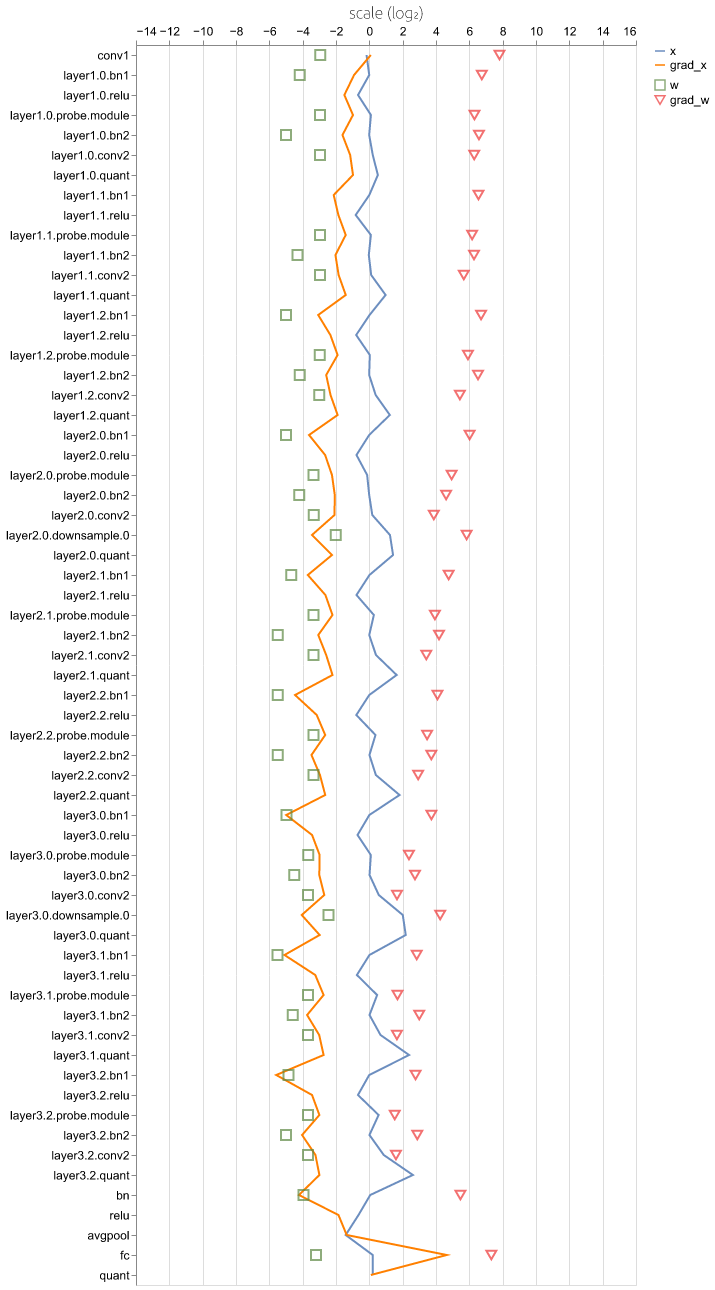 scale (log₂)
−14 −12 −10 −8 −6 −4 −2 0 2 4 6 8 10 12 14 16
x
grad_x
w
grad_w
conv1
layer1.0.bn1
layer1.0.relu
layer1.0.probe.module
layer1.0.bn2
layer1.0.conv2
layer1.0.quant
layer1.1.bn1
layer1.1.relu
layer1.1.probe.module
layer1.1.bn2
layer1.1.conv2
layer1.1.quant
layer1.2.bn1
layer1.2.relu
layer1.2.probe.module
layer1.2.bn2
layer1.2.conv2
layer1.2.quant
layer2.0.bn1
layer2.0.relu
layer2.0.probe.module
layer2.0.bn2
layer2.0.conv2
layer2.0.downsample.0
layer2.0.quant
layer2.1.bn1
layer2.1.relu
layer2.1.probe.module
layer2.1.bn2
layer2.1.conv2
layer2.1.quant
layer2.2.bn1
layer2.2.relu
layer2.2.probe.module
layer2.2.bn2
layer2.2.conv2
layer2.2.quant
layer3.0.bn1
layer3.0.relu
layer3.0.probe.module
layer3.0.bn2
layer3.0.conv2
layer3.0.downsample.0
layer3.0.quant
layer3.1.bn1
layer3.1.relu
layer3.1.probe.module
layer3.1.bn2
layer3.1.conv2
layer3.1.quant
layer3.2.bn1
layer3.2.relu
layer3.2.probe.module
layer3.2.bn2
layer3.2.conv2
layer3.2.quant
bn
relu
avgpool
fc
quant